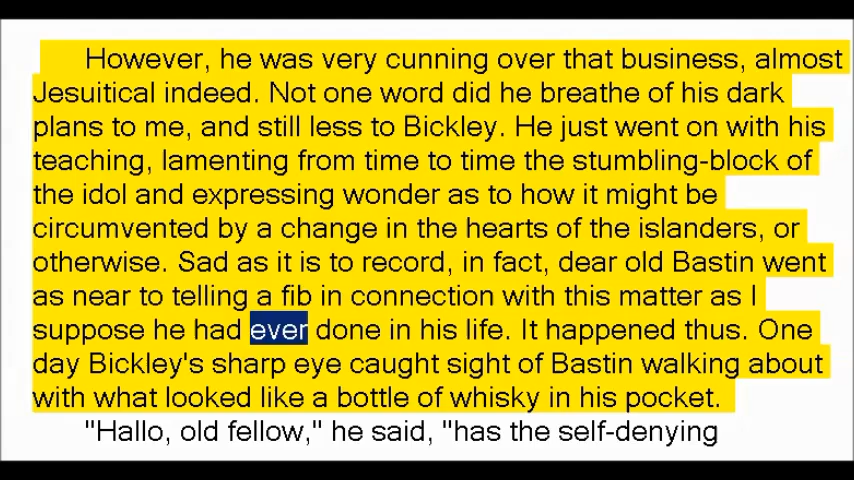 However, he was very cunning over that business, almost
Jesuitical indeed. Not one word did he breathe of his dark
plans to me, and still less to Bickley. He just went on with his
teaching, lamenting from time to time the stumbling-block of
the idol and expressing wonder as to how it might be
circumvented by a change in the hearts of the islanders, or
otherwise. Sad as it is to record, in fact, dear old Bastin went
as near to telling a fib in connection with this matter as I
suppose he had ever done in his life. It happened thus. One
day Bickley's sharp eye caught sight of Bastin walking about
with what looked like a bottle of whisky in his pocket.
"Hallo, old fellow," he said, "has the self-denying